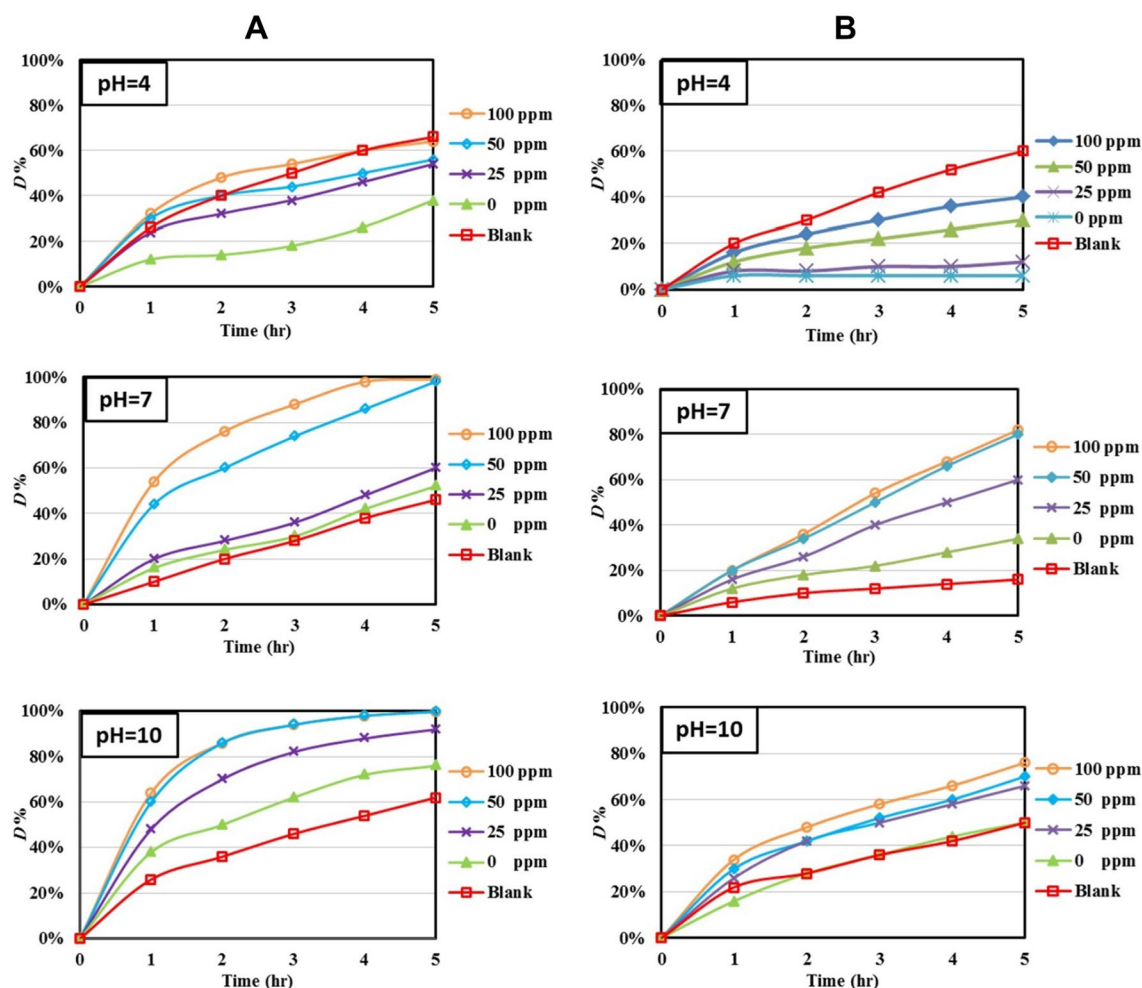 A
B
pH=4
100%
80%
60%
40%
20%
0%
D%
0 1 2 3 4 5
Time (hr)
100 ppm
50 ppm
25 ppm
0 ppm
Blank
pH=4
100%
80%
60%
40%
20%
0%
D%
0 1 2 3 4 5
Time (hr)
100 ppm
50 ppm
25 ppm
0 ppm
Blank
pH=7
100%
80%
60%
40%
20%
0%
D%
0 1 2 3 4 5
Time (hr)
100 ppm
50 ppm
25 ppm
0 ppm
Blank
pH=7
100%
80%
60%
40%
20%
0%
D%
0 1 2 3 4 5
Time (hr)
100 ppm
50 ppm
25 ppm
0 ppm
Blank
pH=10
100%
80%
60%
40%
20%
0%
D%
0 1 2 3 4 5
Time (hr)
100 ppm
50 ppm
25 ppm
0 ppm
Blank
pH=10
100%
80%
60%
40%
20%
0%
D%
0 1 2 3 4 5
Time (hr)
100 ppm
50 ppm
25 ppm
0 ppm
Blank